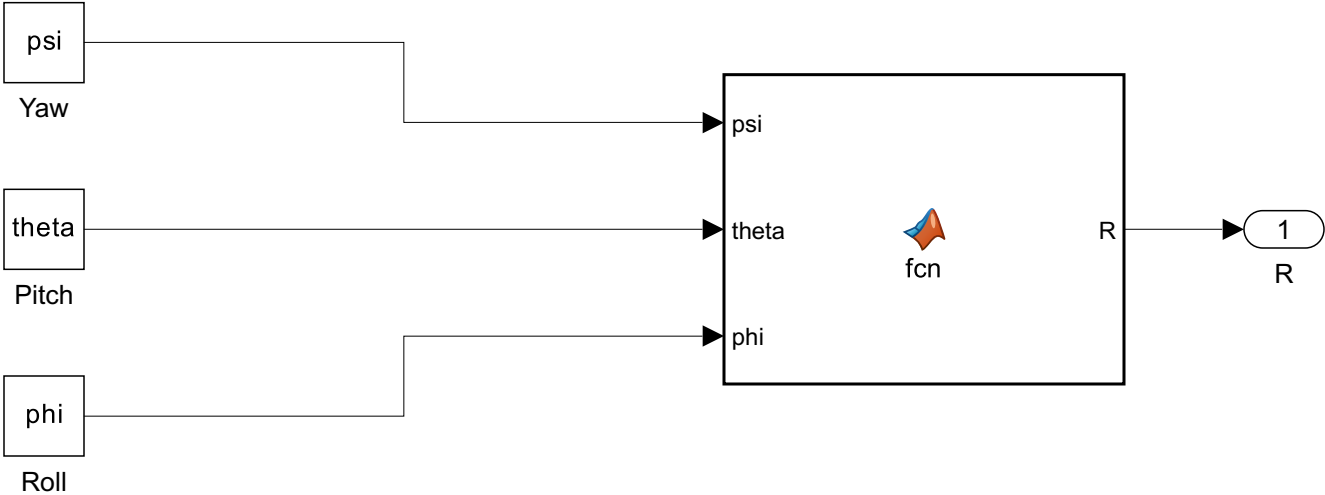 psi
Yaw
psi
theta
Pitch
theta
fcn
R
1
R
phi
phi
Roll